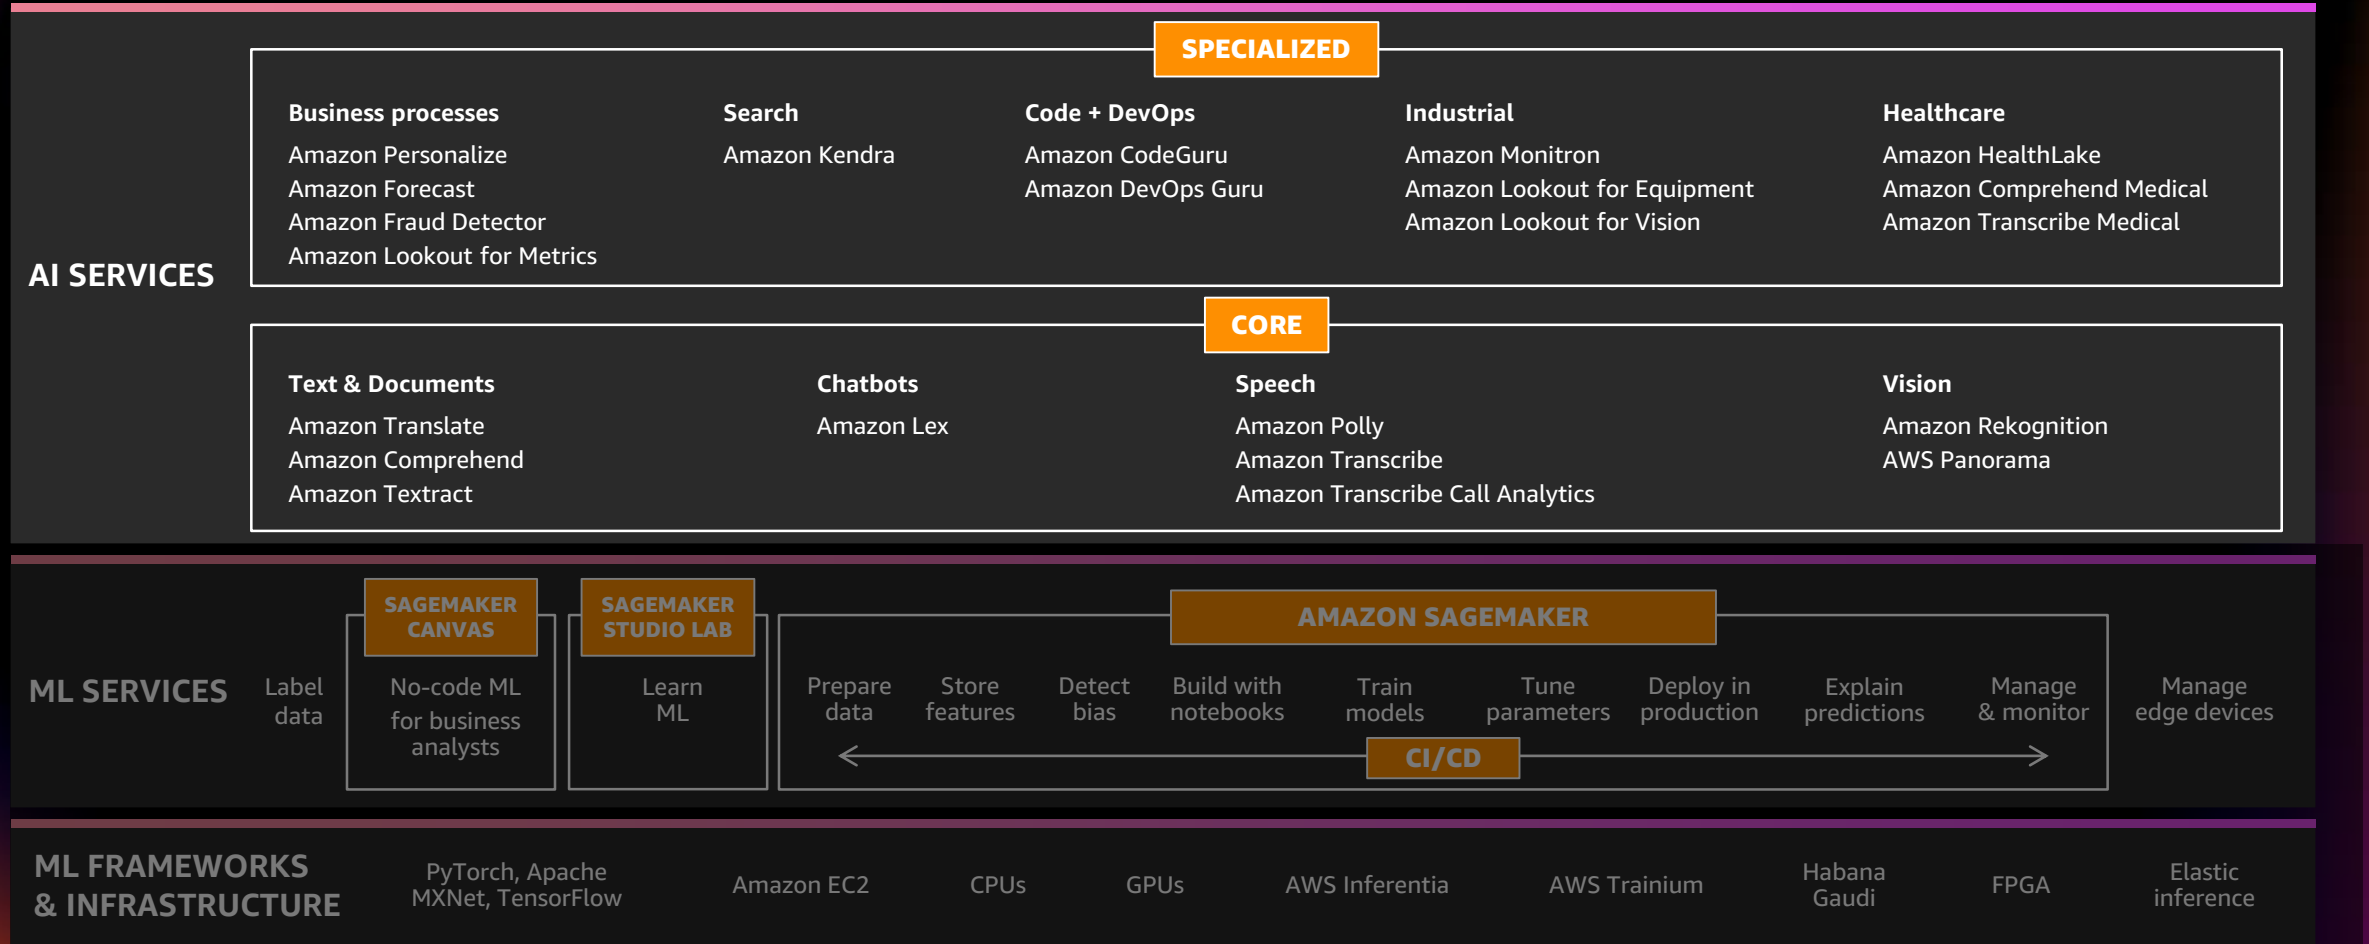 SPECIALIZED
Business processes
Amazon Personalize
Amazon Forecast
Amazon Fraud Detector
Amazon Lookout for Metrics
Search
Amazon Kendra
Code + DevOps
Amazon CodeGuru
Amazon DevOps Guru
Industrial
Amazon Monitron
Amazon Lookout for Equipment
Amazon Lookout for Vision
Healthcare
Amazon HealthLake
Amazon Comprehend Medical
Amazon Transcribe Medical
AI SERVICES
CORE
Text & Documents
Amazon Translate
Amazon Comprehend
Amazon Textract
Chatbots
Amazon Lex
Speech
Amazon Polly
Amazon Transcribe
Amazon Transcribe Call Analytics
Vision
Amazon Rekognition
AWS Panorama
ML SERVICES
Label
data
SAGEMAKER
CANVAS
No-code ML
for business
analysts
SAGEMAKER
STUDIO LAB
Learn
ML
AMAZON SAGEMAKER
Prepare
data
Store
features
Detect
bias
Build with
notebooks
Train
models
Tune
parameters
Deploy in
production
Explain
predictions
Manage
& monitor
CI/CD
Manage
edge devices
ML FRAMEWORKS
& INFRASTRUCTURE
PyTorch, Apache
MXNet, TensorFlow
Amazon EC2
CPUs
GPUs
AWS Inferentia
AWS Trainium
Habana
Gaudi
FPGA
Elastic
inference